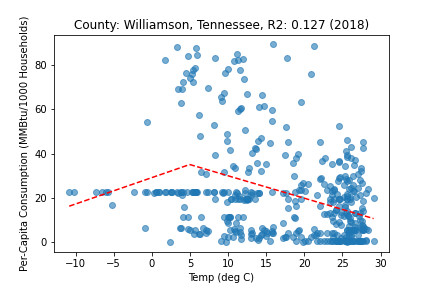 County: Williamson, Tennessee, R2: 0.127 (2018)
Per-Capita Consumption (MMBtu/1000 Households)
80
60
40
20
0
−10 −5 0 5 10 15 20 25 30
Temp (deg C)